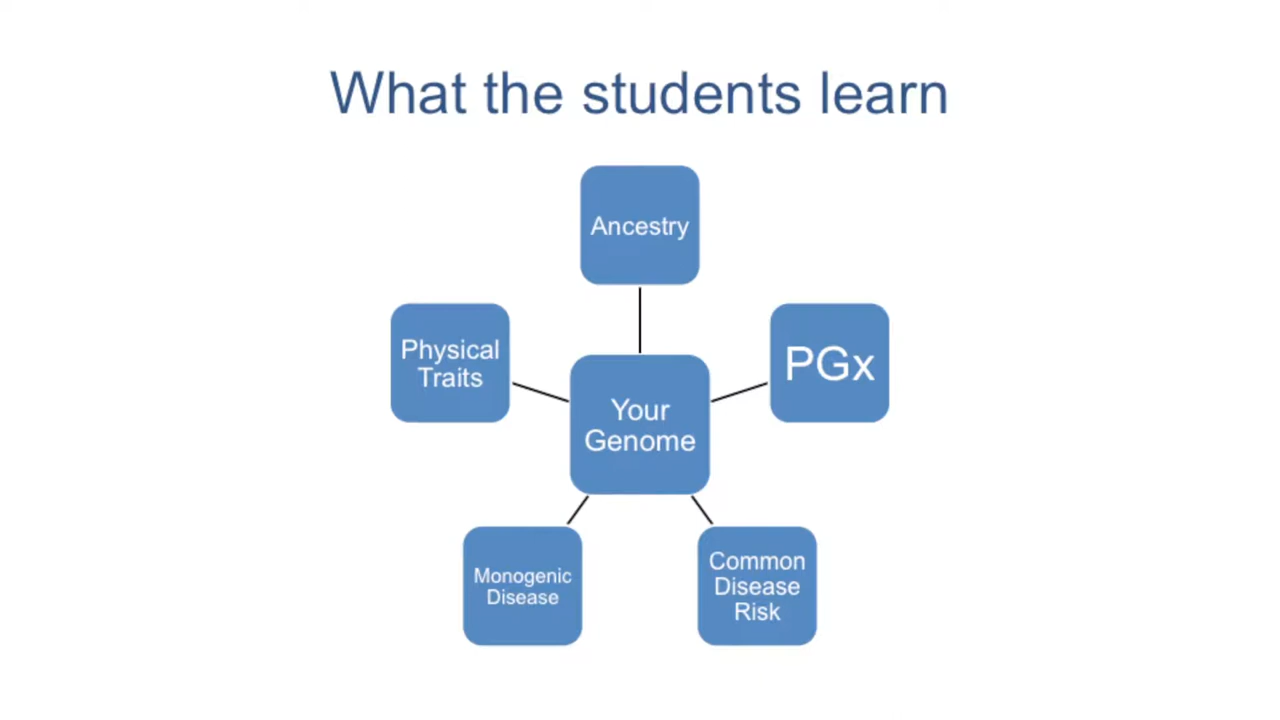 What the students learn
Ancestry
Physical
Traits
PGx
Your
Genome
Monogenic
Disease
Common
Disease
Risk